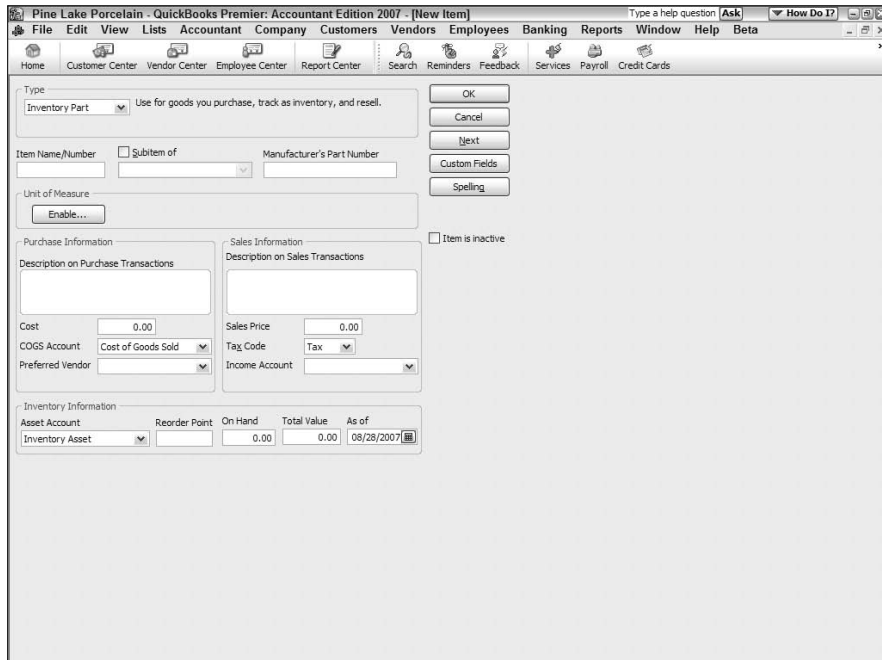 Pine Lake Porcelain - QuickBooks Premier: Accountant Edition 2007 - [New Item] Type a help question Ask How Do I?
File Edit View Lists Accountant Company Customers Vendors Employees Banking Reports Window Help Beta
Home Customer Center Vendor Center Employee Center Report Center Search Reminders Feedback Services Payroll Credit Cards
Type
Inventory Part Use for goods you purchase, track as inventory, and resell.
OK
Cancel
Next
Custom Fields
Spelling
Item is inactive
Item Name/Number Subitem of Manufacturer's Part Number
Unit of Measure
Enable...
Purchase Information
Description on Purchase Transactions
Cost 0.00
COGS Account Cost of Goods Sold
Preferred Vendor
Sales Information
Description on Sales Transactions
Sales Price 0.00
Tax Code Tax
Income Account
Inventory Information
Asset Account Reorder Point On Hand Total Value As of
Inventory Asset 0.00 0.00 08/28/2007